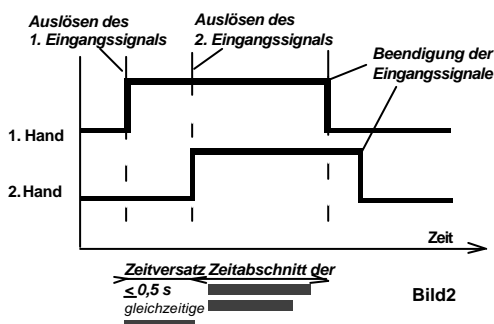 Auslösen des
1. Eingangssignals
Auslösen des
2. Eingangssignals
Beendigung der
Eingangssignale
1. Hand
2. Hand
Zeit
Zeitversatz Zeitabschnitt der
≤ 0,5 s
gleichzeitige
Bild2